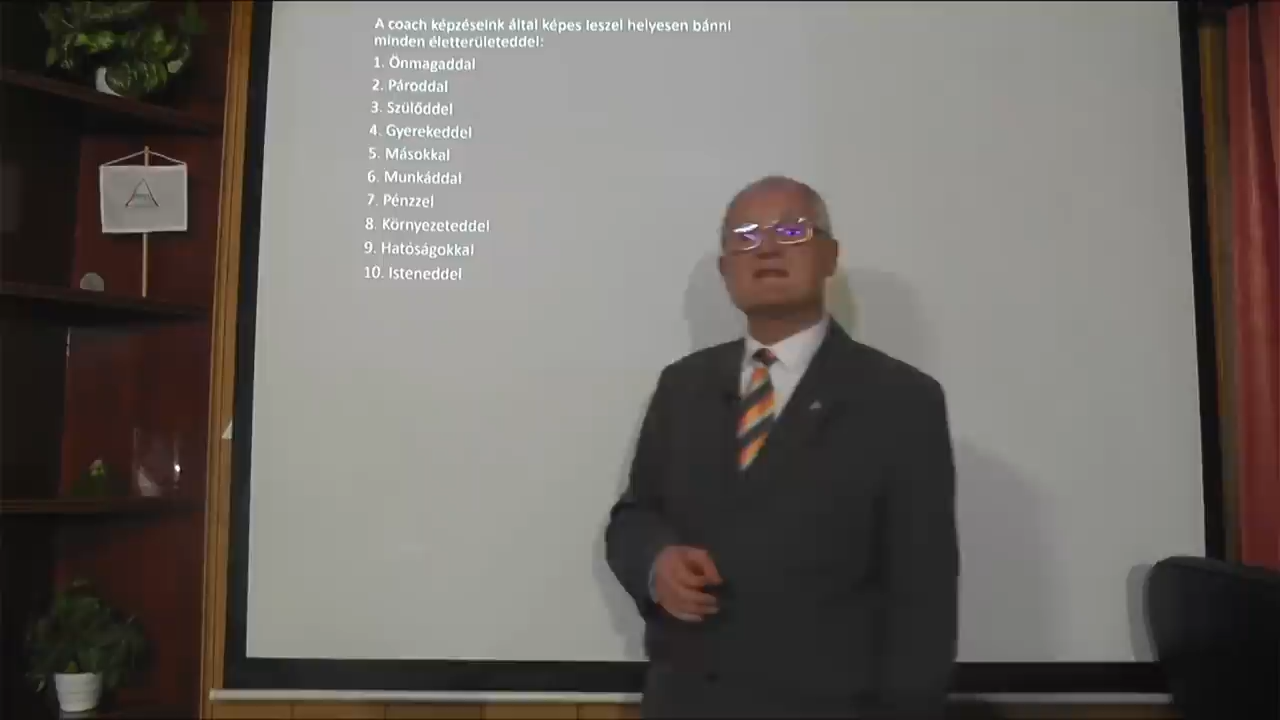 A coach képzéseink által képes leszel helyesen bánni
minden életterületeddel:
1. Önmagaddal
2. Pároddal
3. Szülőddel
4. Gyerekeddel
5. Másokkal
6. Munkáddal
7. Pénzzel
8. Környezeteddel
9. Hatóságokkal
10. Isteneddel